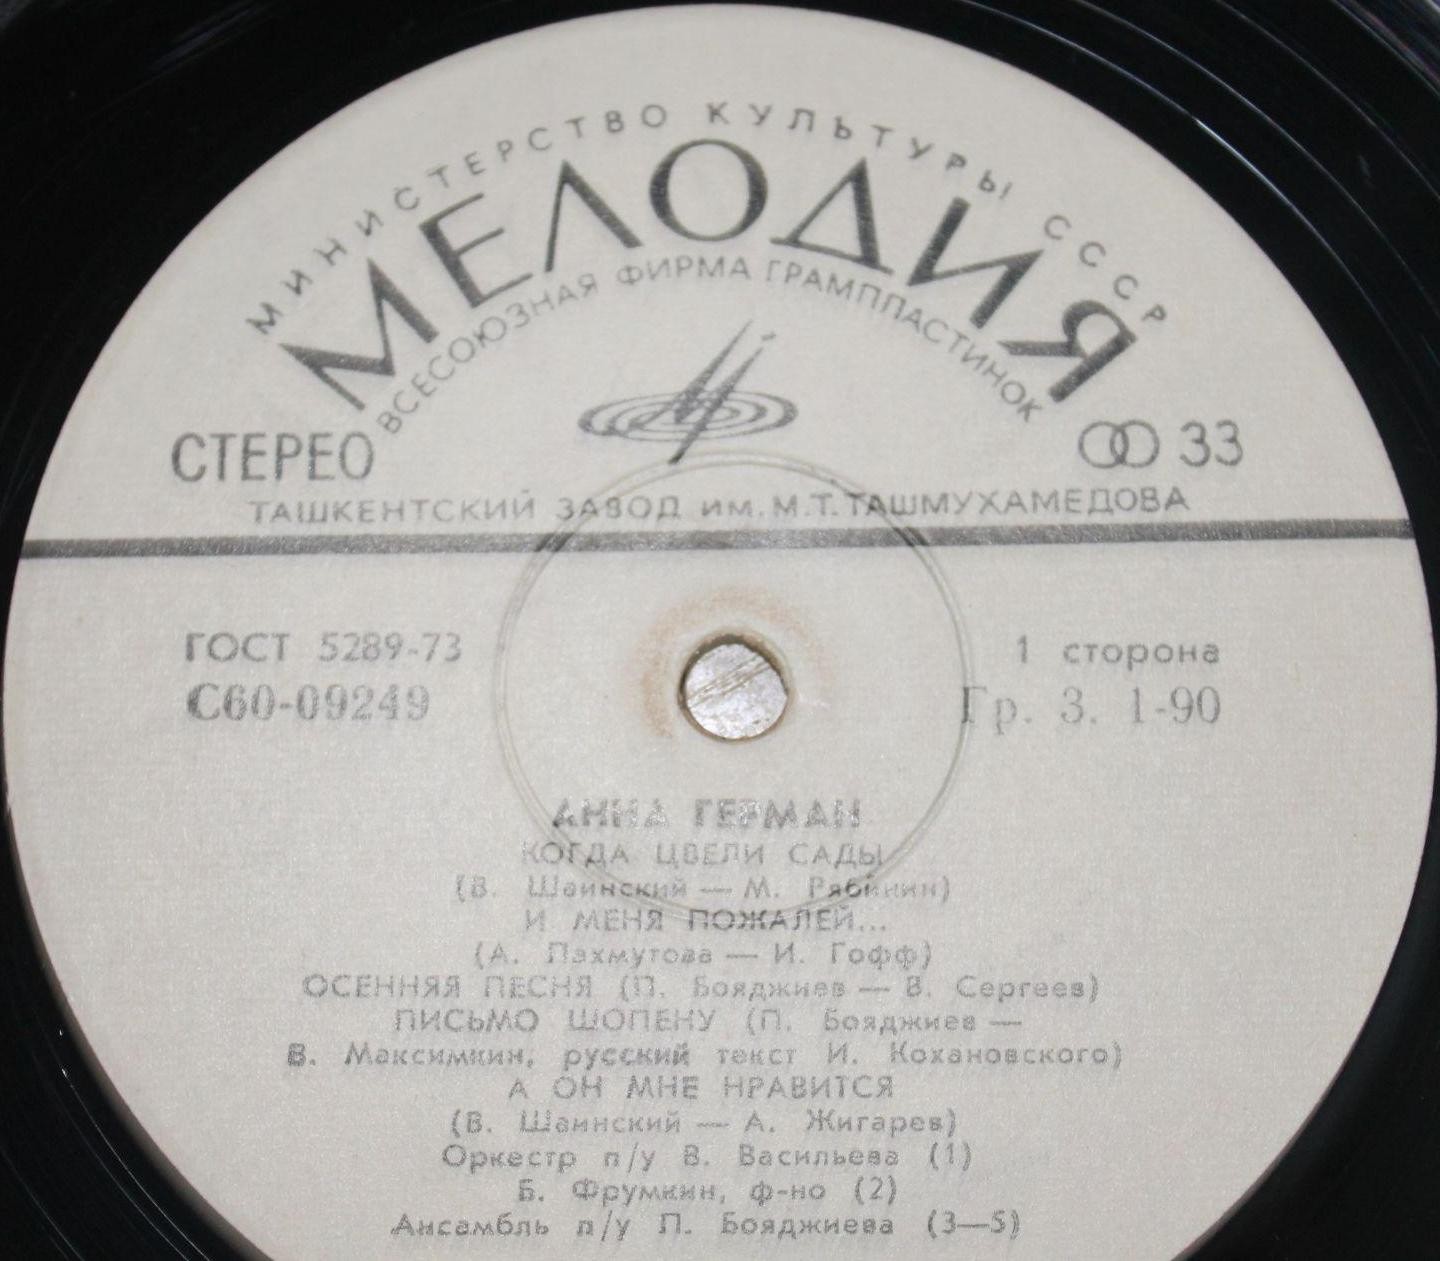 МИНИСТЕРСТВО КУЛЬТУРЫ СССР
МЕЛОДИЯ
ВСЕСОЮЗНАЯ ФИРМА ГРАМПЛАСТИНОК
СТЕРЕО
33
ТАШКЕНТСКИЙ ЗАВОД им. М.Т. ТАШМУХАМЕДОВА
ГОСТ 5289-73
1 сторона
С60-09249
Гр. 3. 1-90
АННА ГЕРМАН
КОГДА ЦВЕЛИ САДЫ
(В. Шаинский — М. Рябинин)
И МЕНЯ ПОЖАЛЕЙ...
(А. Пахмутова — И. Гофф)
ОСЕННЯЯ ПЕСНЯ (П. Бояджиев — В. Сергеев)
ПИСЬМО ШОПЕНУ (П. Бояджиев —
В. Максимкин, русский текст И. Кохановского)
А ОН МНЕ НРАВИТСЯ
(В. Шаинский — А. Жигарев)
Оркестр п/у В. Васильева (1)
Б. Фрумкин, ф-но (2)
Ансамбль п/у П. Бояджиева (3—5)